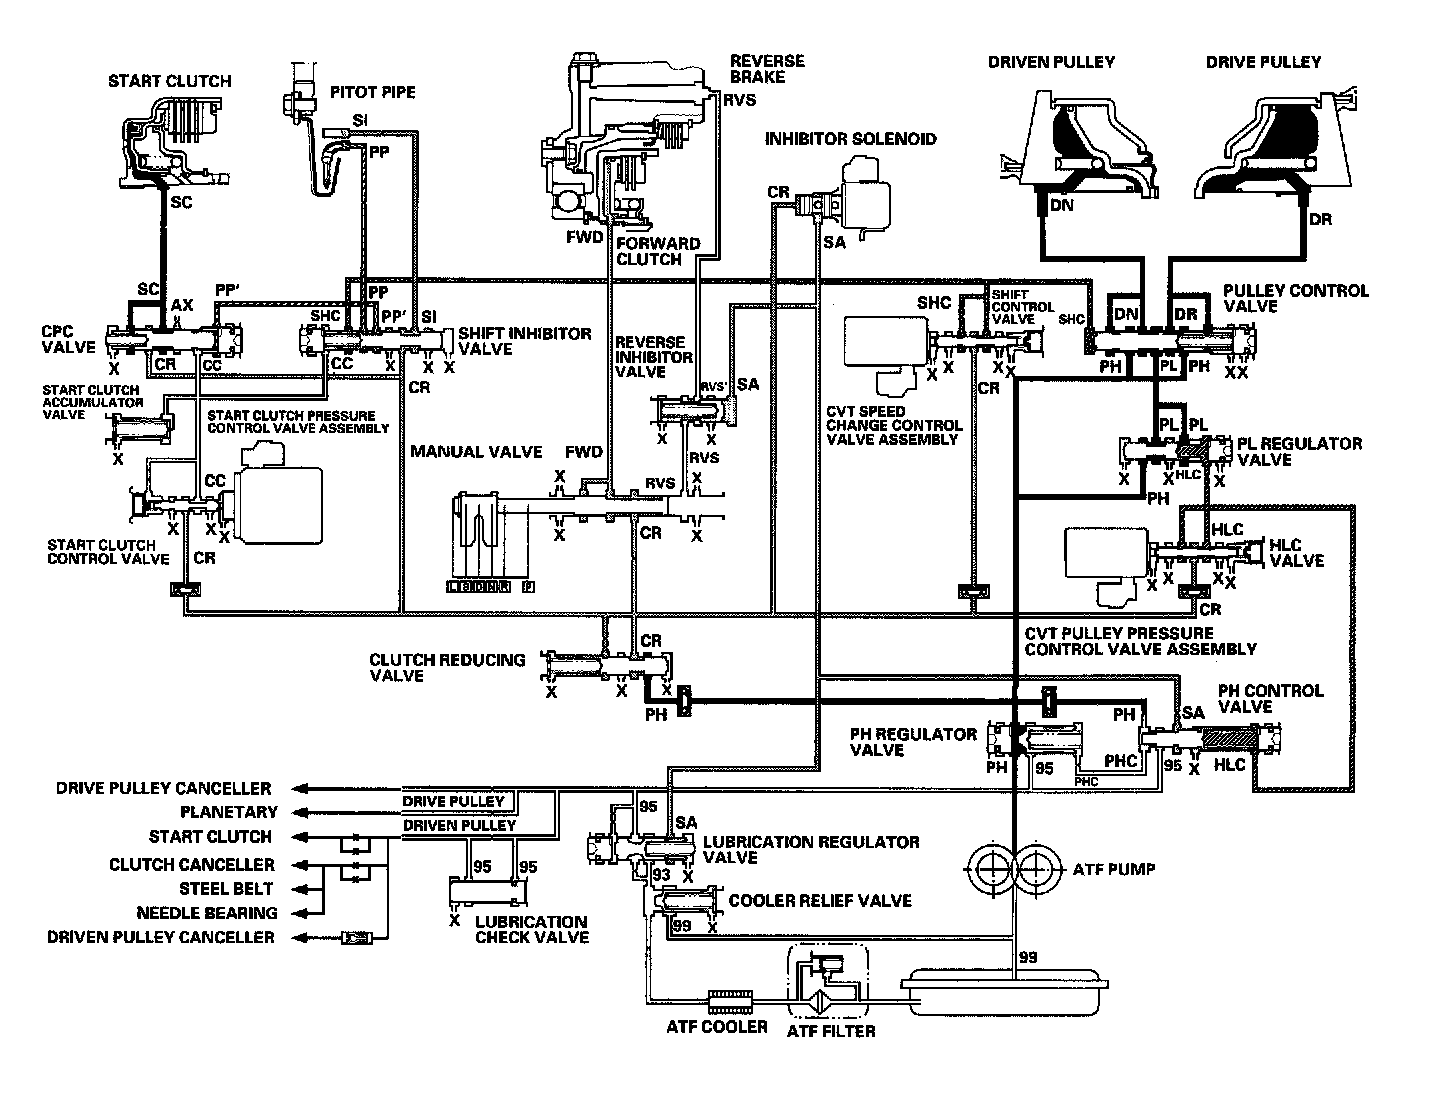 START CLUTCH
PITOT PIPE
REVERSE
BRAKE
DRIVEN PULLEY
DRIVE PULLEY
RVS
SI
PP
INHIBITOR SOLENOID
SC
CR
SA
FWD
FORWARD
CLUTCH
DN
DR
SC
AX
PP'
PP
SHC
PP'
SI
CPC
VALVE
CR
CC
CC
CR
SHIFT INHIBITOR
VALVE
SHC
SHIFT
CONTROL
VALVE
SHC
DN
DR
PULLEY CONTROL
VALVE
X
X
X
X
X
X
X
X
X
X
PH
PL
PH
REVERSE
INHIBITOR
VALVE
RVS'
SA
CR
START CLUTCH
ACCUMULATOR
VALVE
X
START CLUTCH PRESSURE
CONTROL VALVE ASSEMBLY
CVT SPEED
CHANGE CONTROL
VALVE ASSEMBLY
X
X
PL
PL
PL REGULATOR
VALVE
MANUAL VALVE
FWD
RVS
X
X
HLC
X
PH
CC
RVS
X
X
CR
X
X
X
X
X
START CLUTCH
CONTROL VALVE
CR
HLC
HLC
VALVE
X
X
X
X
L S D N R P
CR
CR
CLUTCH REDUCING
VALVE
X
X
X
CVT PULLEY PRESSURE
CONTROL VALVE ASSEMBLY
PH
PH
SA
PH CONTROL
VALVE
PH REGULATOR
VALVE
PH
95
PHC
PHC
95
X
HLC
DRIVE PULLEY CANCELLER
PLANETARY
START CLUTCH
CLUTCH CANCELLER
STEEL BELT
NEEDLE BEARING
DRIVEN PULLEY CANCELLER
DRIVE PULLEY
DRIVEN PULLEY
95
SA
LUBRICATION REGULATOR
VALVE
95
95
93
X
X
LUBRICATION
CHECK VALVE
COOLER RELIEF VALVE
99
X
ATF PUMP
99
ATF COOLER
ATF FILTER